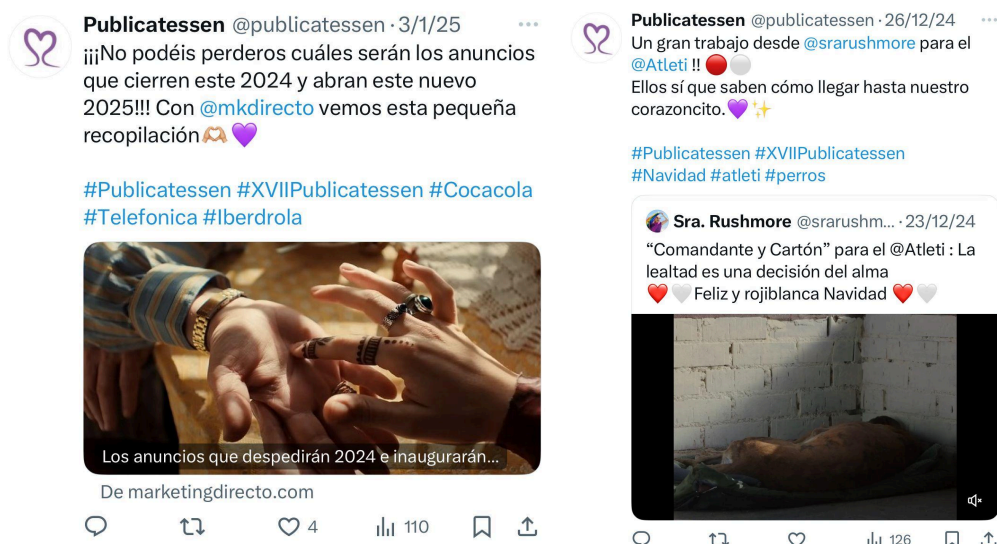 Publicatessen @publicatessen · 3/1/25
¡¡¡No podéis perderos cuáles serán los anuncios
que cierren este 2024 y abran este nuevo
2025!!! Con @mkdirecto vemos esta pequeña
recopilación🫶🏼💜
#Publicatessen #XVIIPublicatessen #Cocacola
#Telefonica #Iberdrola
Los anuncios que despedirán 2024 e inaugurarán...
De marketingdirecto.com
4 110
Publicatessen @publicatessen · 26/12/24
Un gran trabajo desde @srarushmore para el
@Atleti !! 🔴⚪
Ellos sí que saben cómo llegar hasta nuestro
corazoncito.💜✨
#Publicatessen #XVIIPublicatessen
#Navidad #atleti #perros
Sra. Rushmore @srarushm... · 23/12/24
“Comandante y Cartón” para el @Atleti : La
lealtad es una decisión del alma
❤️🤍Feliz y rojiblanca Navidad ❤️🤍
126